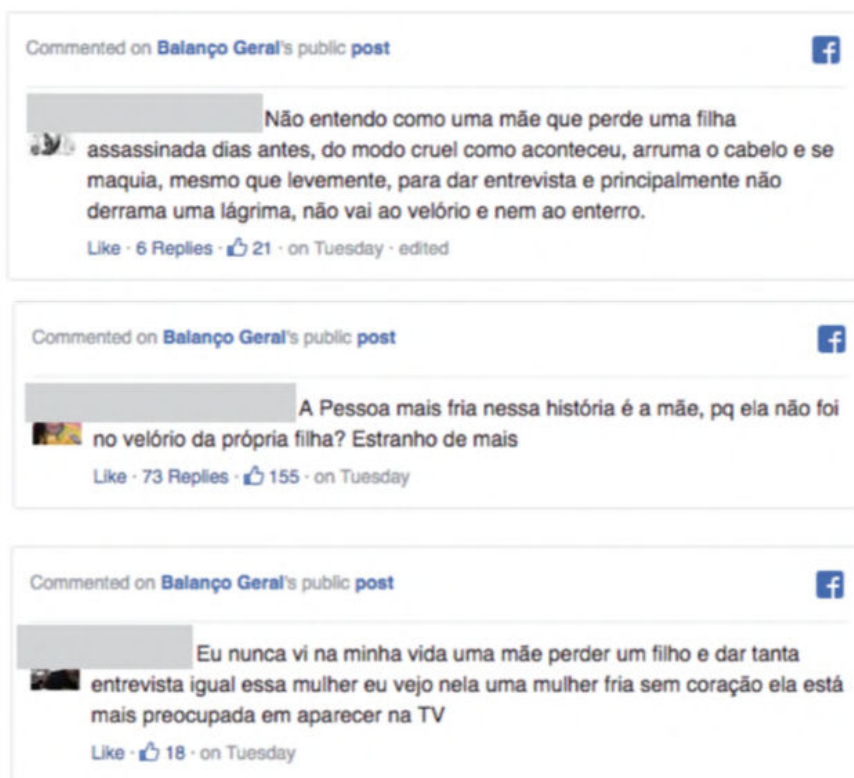 Commented on Balanço Geral's public post
Não entendo como uma mãe que perde uma filha
assassinada dias antes, do modo cruel como aconteceu, arruma o cabelo e se
maquia, mesmo que levemente, para dar entrevista e principalmente não
derrama uma lágrima, não vai ao velório e nem ao enterro.
Like · 6 Replies · 21 · on Tuesday · edited
Commented on Balanço Geral's public post
A Pessoa mais fria nessa história é a mãe, pq ela não foi
no velório da própria filha? Estranho de mais
Like · 73 Replies · 155 · on Tuesday
Commented on Balanço Geral's public post
Eu nunca vi na minha vida uma mãe perder um filho e dar tanta
entrevista igual essa mulher eu vejo nela uma mulher fria sem coração ela está
mais preocupada em aparecer na TV
Like · 18 · on Tuesday